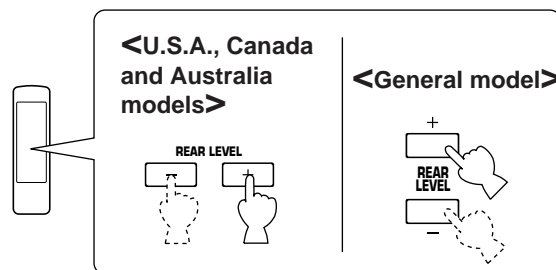 <U.S.A., Canada
and Australia
models>
REAR LEVEL
– +
<General model>
+
REAR
LEVEL
–